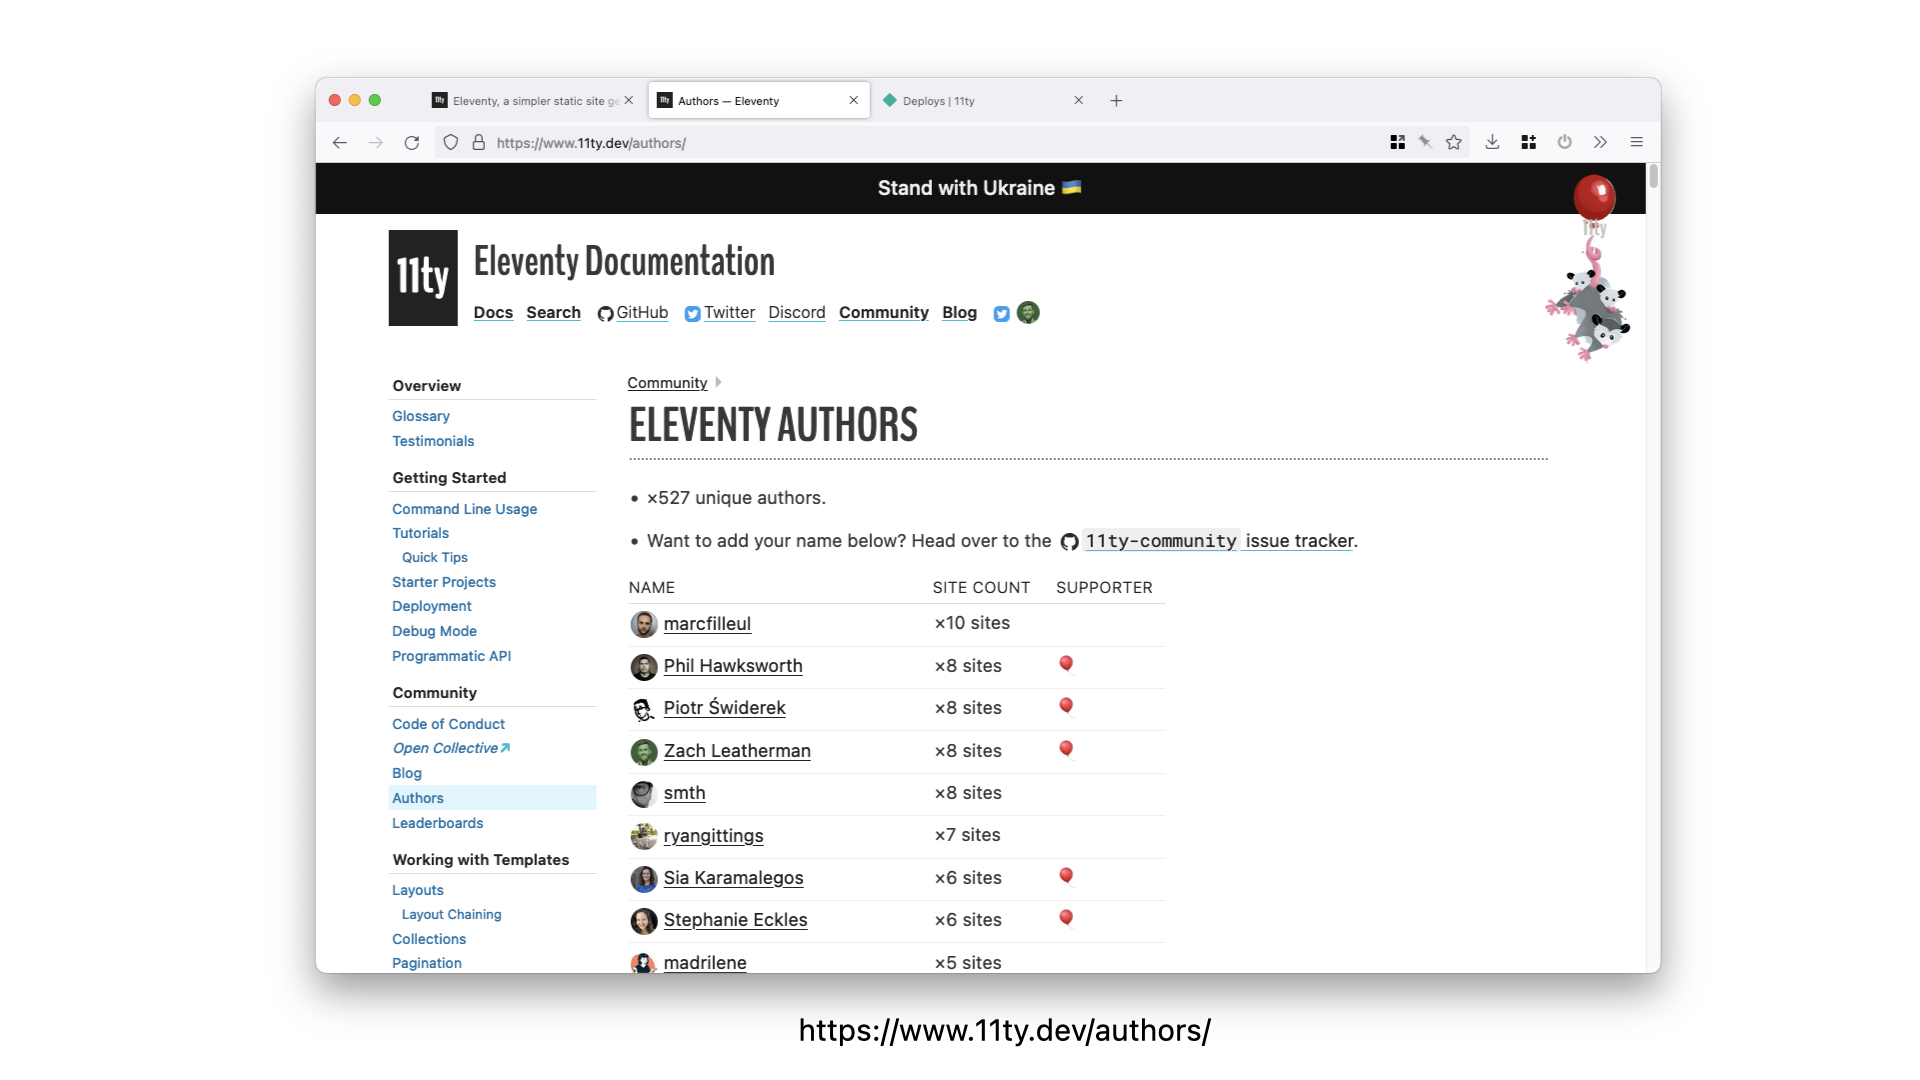 Eleventy, a simpler static site ge
Authors — Eleventy
Deploys | 11ty
https://www.11ty.dev/authors/
Stand with Ukraine 🇺🇦
11ty
11ty
Eleventy Documentation
Docs Search GitHub Twitter Discord Community Blog
Overview
Glossary
Testimonials
Getting Started
Command Line Usage
Tutorials
Quick Tips
Starter Projects
Deployment
Debug Mode
Programmatic API
Community
Code of Conduct
Open Collective
Blog
Authors
Leaderboards
Working with Templates
Layouts
Layout Chaining
Collections
Pagination
Community
ELEVENTY AUTHORS
• ×527 unique authors.
• Want to add your name below? Head over to the 11ty-community issue tracker.
NAME SITE COUNT SUPPORTER
marcfilleul ×10 sites
Phil Hawksworth ×8 sites 🎈
Piotr Świderek ×8 sites 🎈
Zach Leatherman ×8 sites 🎈
smth ×8 sites
ryangittings ×7 sites
Sia Karamalegos ×6 sites 🎈
Stephanie Eckles ×6 sites 🎈
madrilene ×5 sites
https://www.11ty.dev/authors/